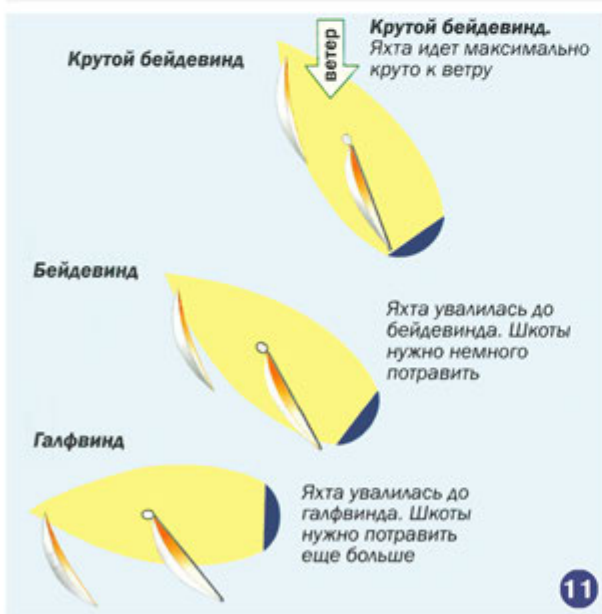 Крутой бейдевинд
ветер
Крутой бейдевинд.
Яхта идет максимально
круто к ветру
Бейдевинд
Яхта увалилась до
бейдевинда. Шкоты
нужно немного
потравить
Галфвинд
Яхта увалилась до
галфвинда. Шкоты
нужно потравить
еще больше
11